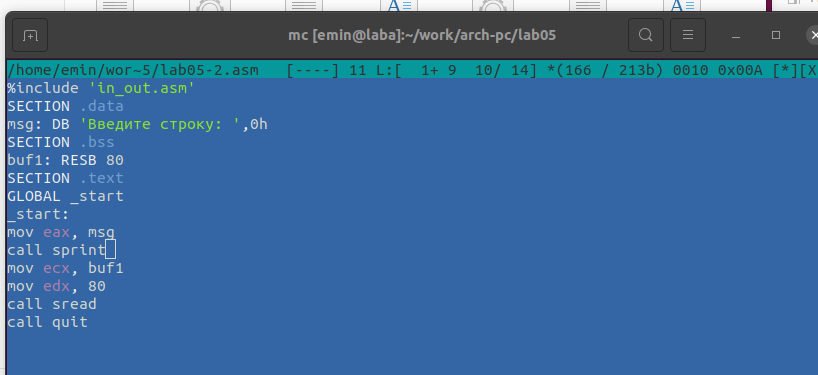 mc [emin@laba]:~/work/arch-pc/lab05
/home/emin/wor~5/lab05-2.asm   [----] 11 L:[  1+ 9  10/ 14] *(166 / 213b) 0010 0x00A [*][X
%include 'in_out.asm'
SECTION .data
msg: DB 'Введите строку: ',0h
SECTION .bss
buf1: RESB 80
SECTION .text
GLOBAL _start
_start:
mov eax, msg
call sprint
mov ecx, buf1
mov edx, 80
call sread
call quit